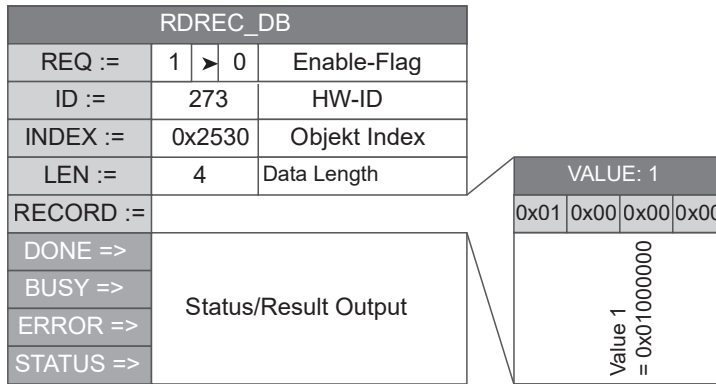 RDREC_DB
REQ := 1 ➤ 0 Enable-Flag
ID := 273 HW-ID
INDEX := 0x2530 Objekt Index
LEN := 4 Data Length
RECORD :=
DONE =>
BUSY =>
ERROR =>
STATUS =>
Status/Result Output
VALUE: 1
0x01 0x00 0x00 0x00
Value 1
= 0x01000000